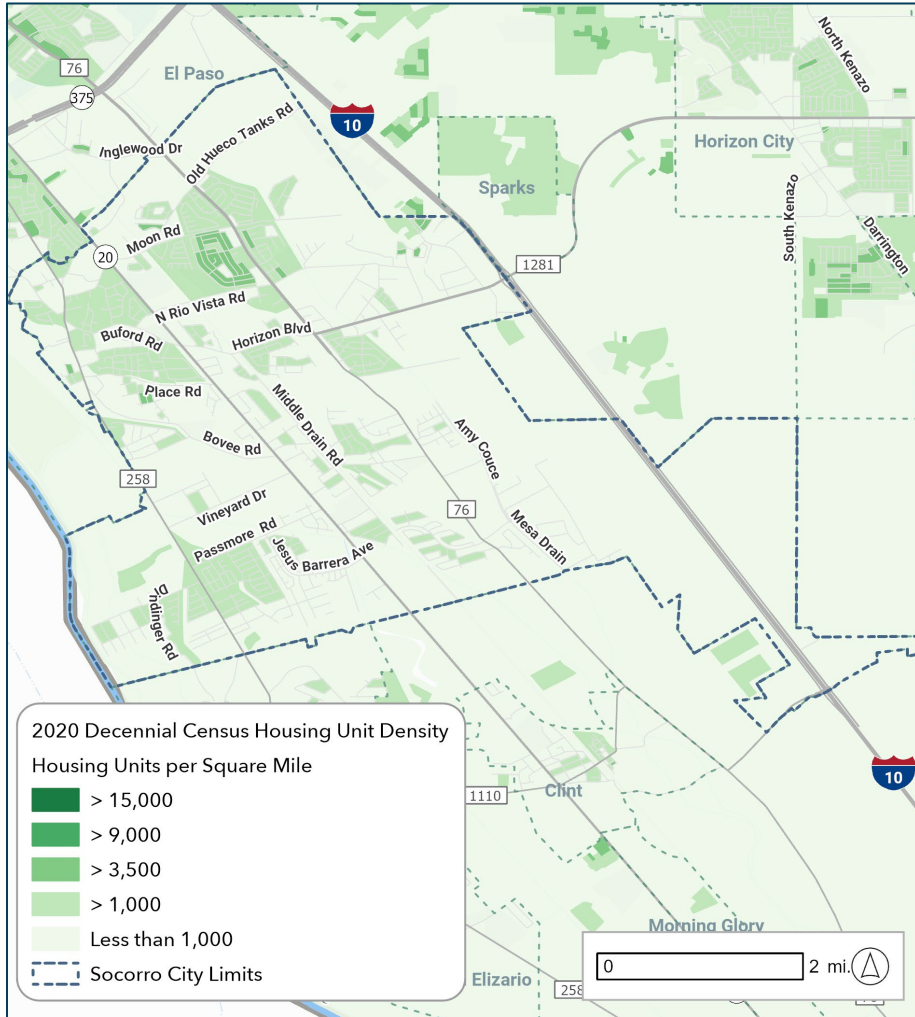 North Kenazo
76
El Paso
375
10
Old Hueco Tanks Rd
Inglewood Dr
Horizon City
Sparks
South Kenazo
Darrington
Moon Rd
20
1281
N Rio Vista Rd
Buford Rd
Horizon Blvd
Place Rd
Middle Drain Rd
Amy Couce
Bovee Rd
258
Vineyard Dr
76
Mesa Drain
Passmore Rd
Jesus Barrera Ave
Dindinger Rd
2020 Decennial Census Housing Unit Density
Housing Units per Square Mile
> 15,000
> 9,000
> 3,500
> 1,000
Less than 1,000
Socorro City Limits
10
1110
Clint
Morning Glory
0 2 mi.
Elizario
258